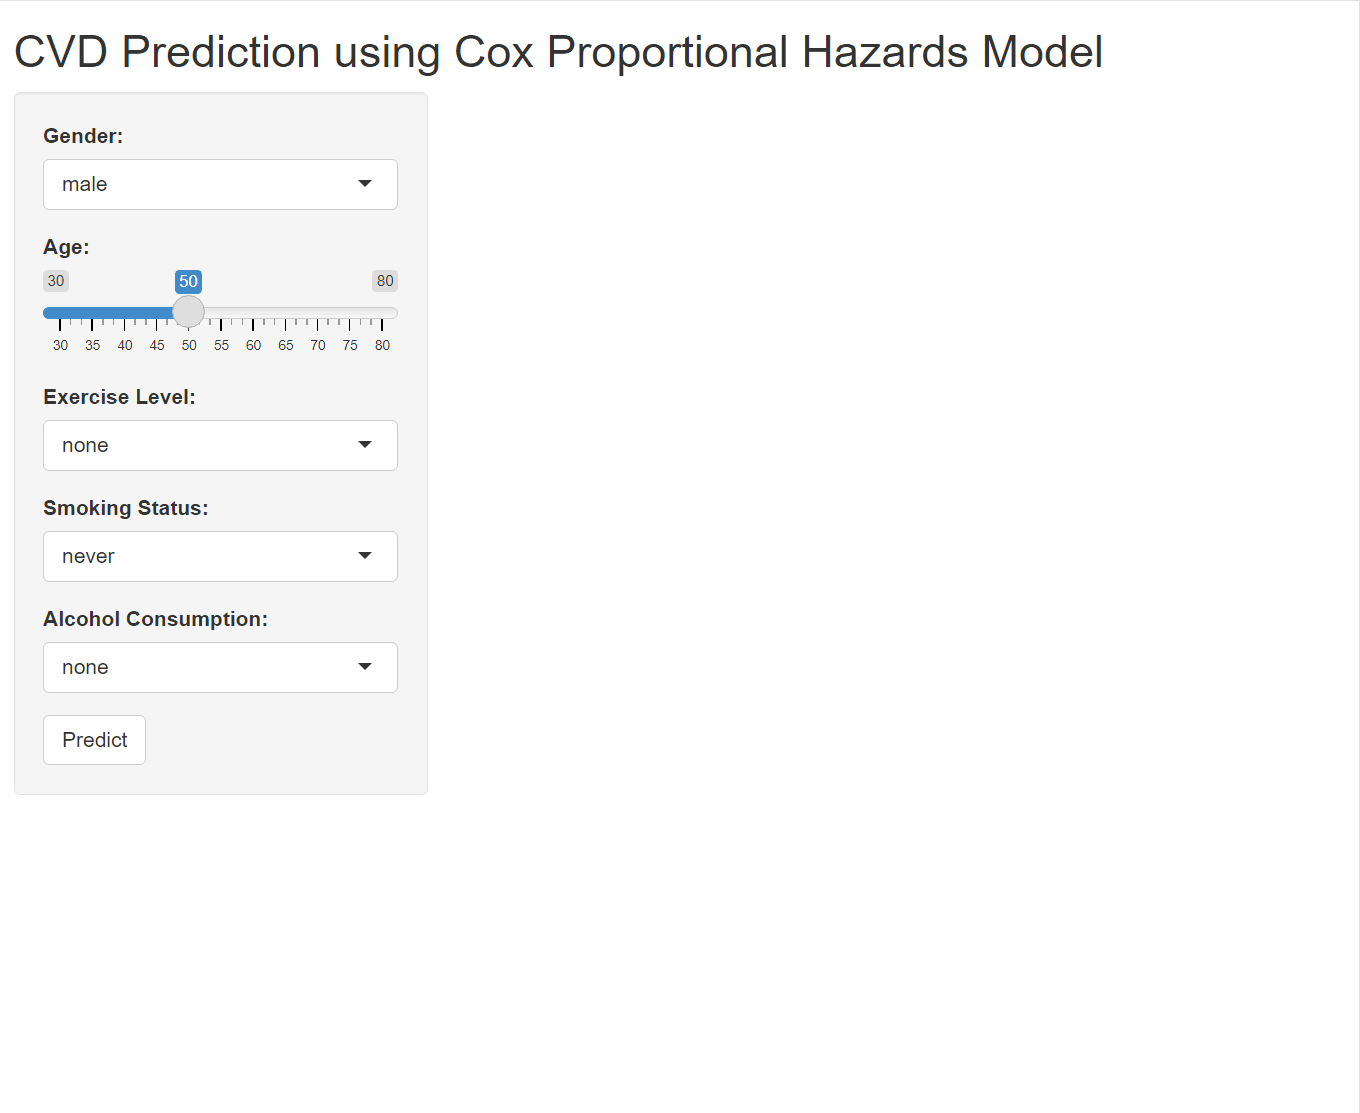 CVD Prediction using Cox Proportional Hazards Model
Gender:
male
Age:
30 50 80
30 35 40 45 50 55 60 65 70 75 80
Exercise Level:
none
Smoking Status:
never
Alcohol Consumption:
none
Predict